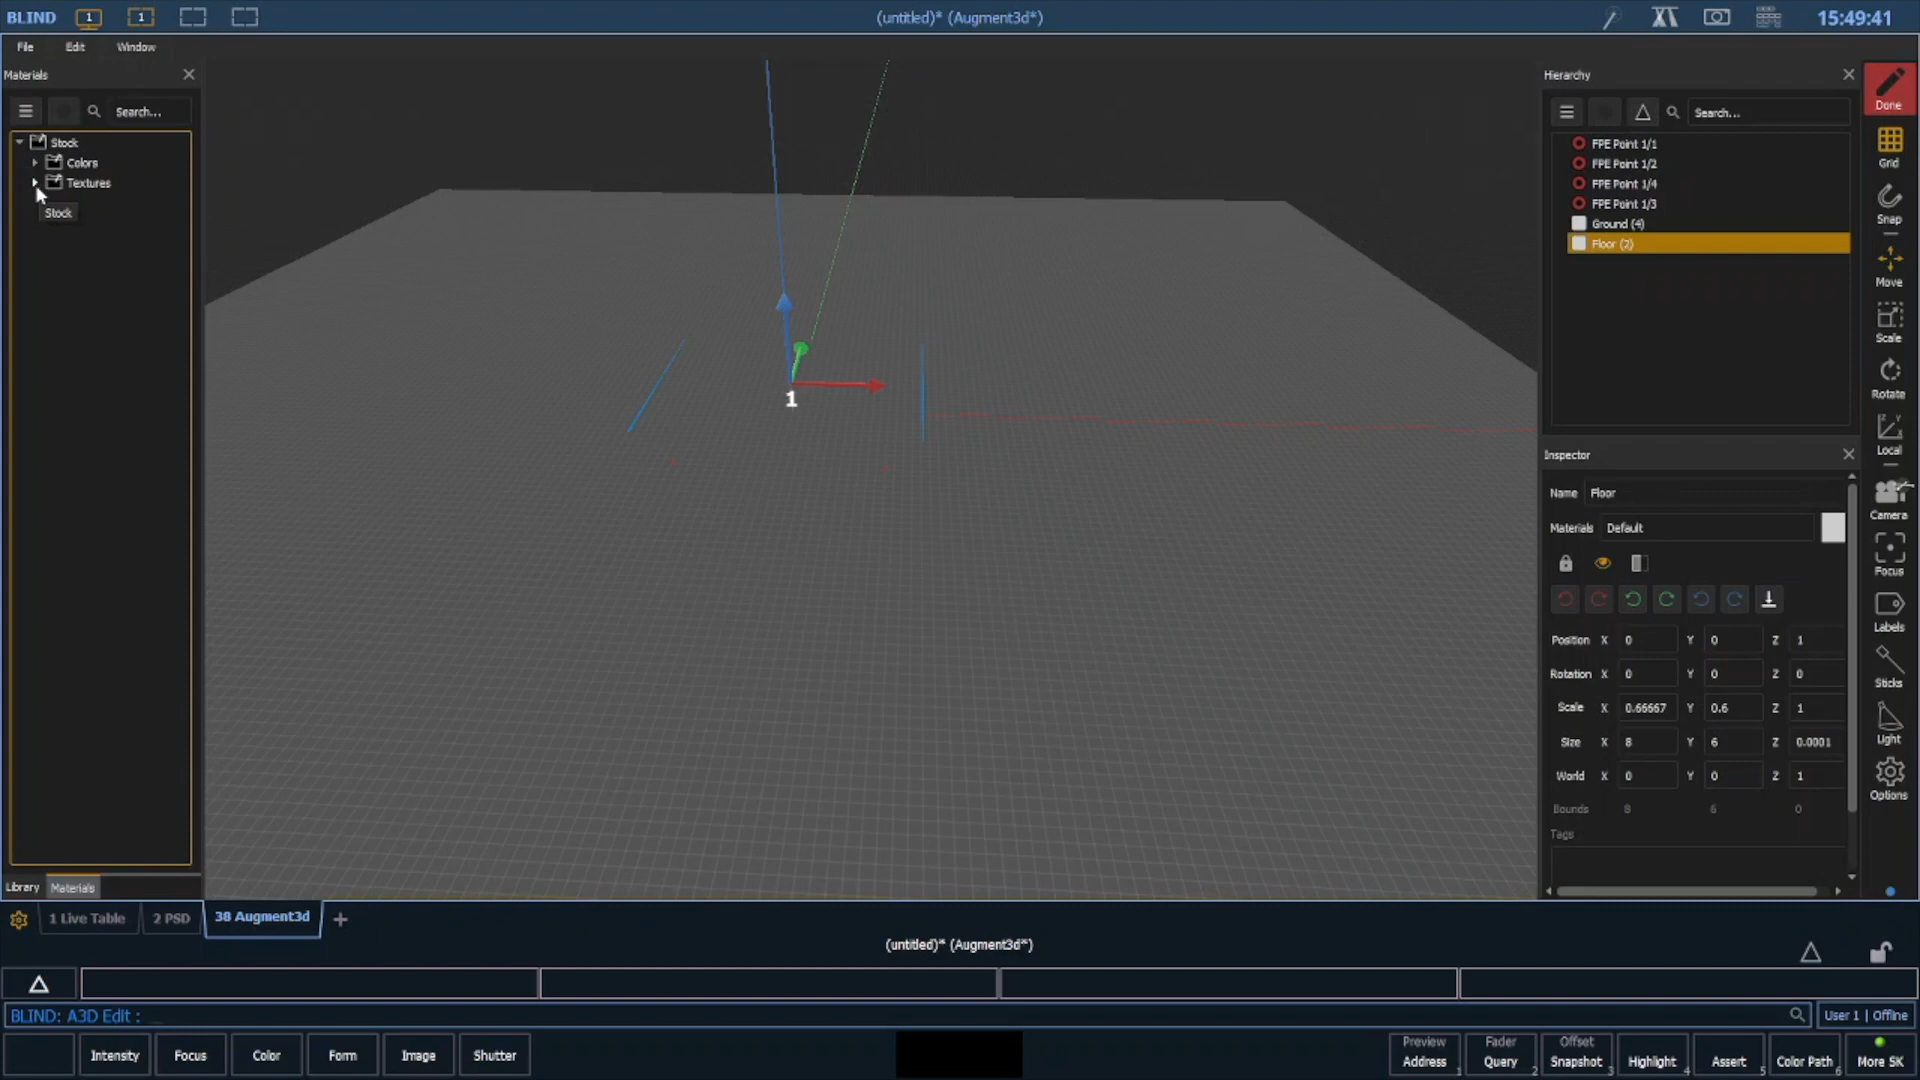 BLIND 1 1 (untitled)* (Augment3d*) 15:49:41
File Edit Window
Materials
Search...
Stock
Colors
Textures
Stock
1
Hierarchy
Search...
FPE Point 1/1
FPE Point 1/2
FPE Point 1/4
FPE Point 1/3
Ground (4)
Floor (2)
Inspector
Name Floor
Materials Default
Position X 0 Y 0 Z 1
Rotation X 0 Y 0 Z 0
Scale X 0.66667 Y 0.6 Z 1
Size X 8 Y 6 Z 0.0001
World X 0 Y 0 Z 1
Bounds 8 6 0
Tags
Done
Grid
Snap
Move
Scale
Rotate
Local
Camera
Focus
Labels
Sticks
Light
Options
Library Materials
1 Live Table 2 PSD 38 Augment3d +
(untitled)* (Augment3d*)
BLIND: A3D Edit : User 1 | Offline
Intensity Focus Color Form Image Shutter
Preview Address 1
Fader Query 2
Offset Snapshot 3
Highlight 4
Assert 5
Color Path 6
More SK